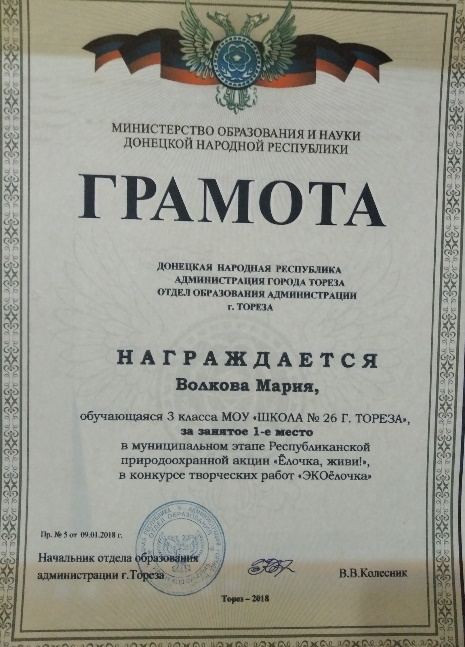 МИНИСТЕРСТВО ОБРАЗОВАНИЯ И НАУКИ
ДОНЕЦКОЙ НАРОДНОЙ РЕСПУБЛИКИ
ГРАМОТА
ДОНЕЦКАЯ НАРОДНАЯ РЕСПУБЛИКА
АДМИНИСТРАЦИЯ ГОРОДА ТОРЕЗА
ОТДЕЛ ОБРАЗОВАНИЯ АДМИНИСТРАЦИИ
г. ТОРЕЗА
НАГРАЖДАЕТСЯ
Волкова Мария,
обучающаяся 3 класса МОУ «ШКОЛА № 26 Г. ТОРЕЗА»,
за занятое 1-е место
в муниципальном этапе Республиканской
природоохранной акции «Ёлочка, живи!»,
в конкурсе творческих работ «ЭКОёлочка»
Пр. № 5 от 09.01.2018 г.
Начальник отдела образования
администрации г.Тореза
В.В.Колесник
Торез – 2018